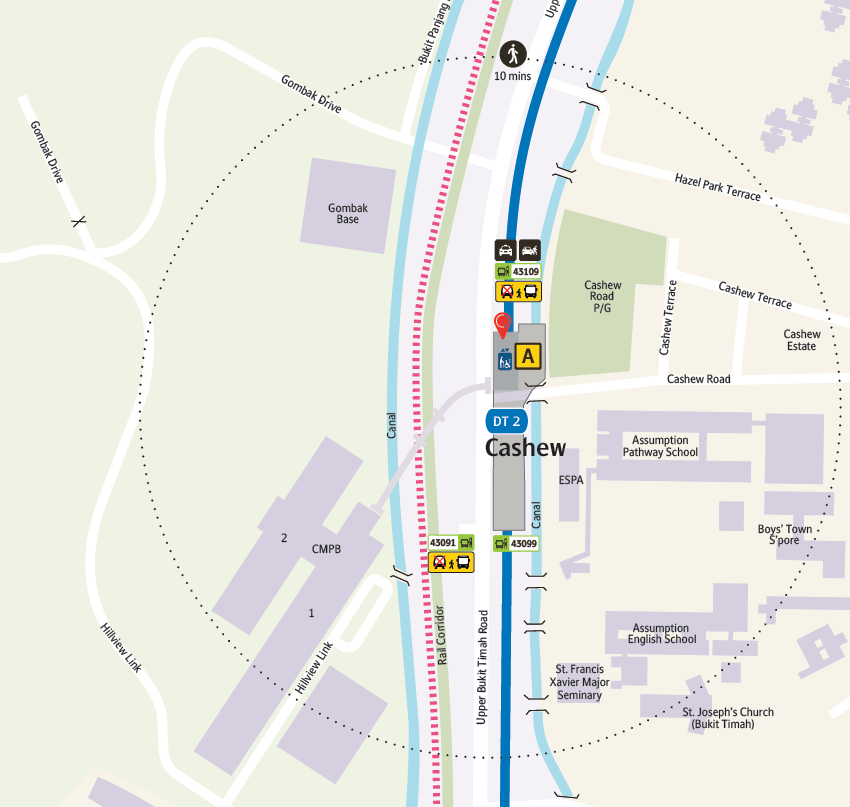 Bukit Panjang
Upp
10 mins
Gombak Drive
Gombak Drive
Hazel Park Terrace
Gombak
Base
43109
Cashew
Road
P/G
Cashew Terrace
Cashew Terrace
Cashew
Estate
A
Cashew Road
DT 2
Cashew
Canal
Assumption
Pathway School
ESPA
Canal
Boys' Town
S'pore
2
CMPB
1
43091
43099
Hillview Link
Hillview Link
Rail Corridor
Upper Bukit Timah Road
Assumption
English School
St. Francis
Xavier Major
Seminary
St. Joseph's Church
(Bukit Timah)